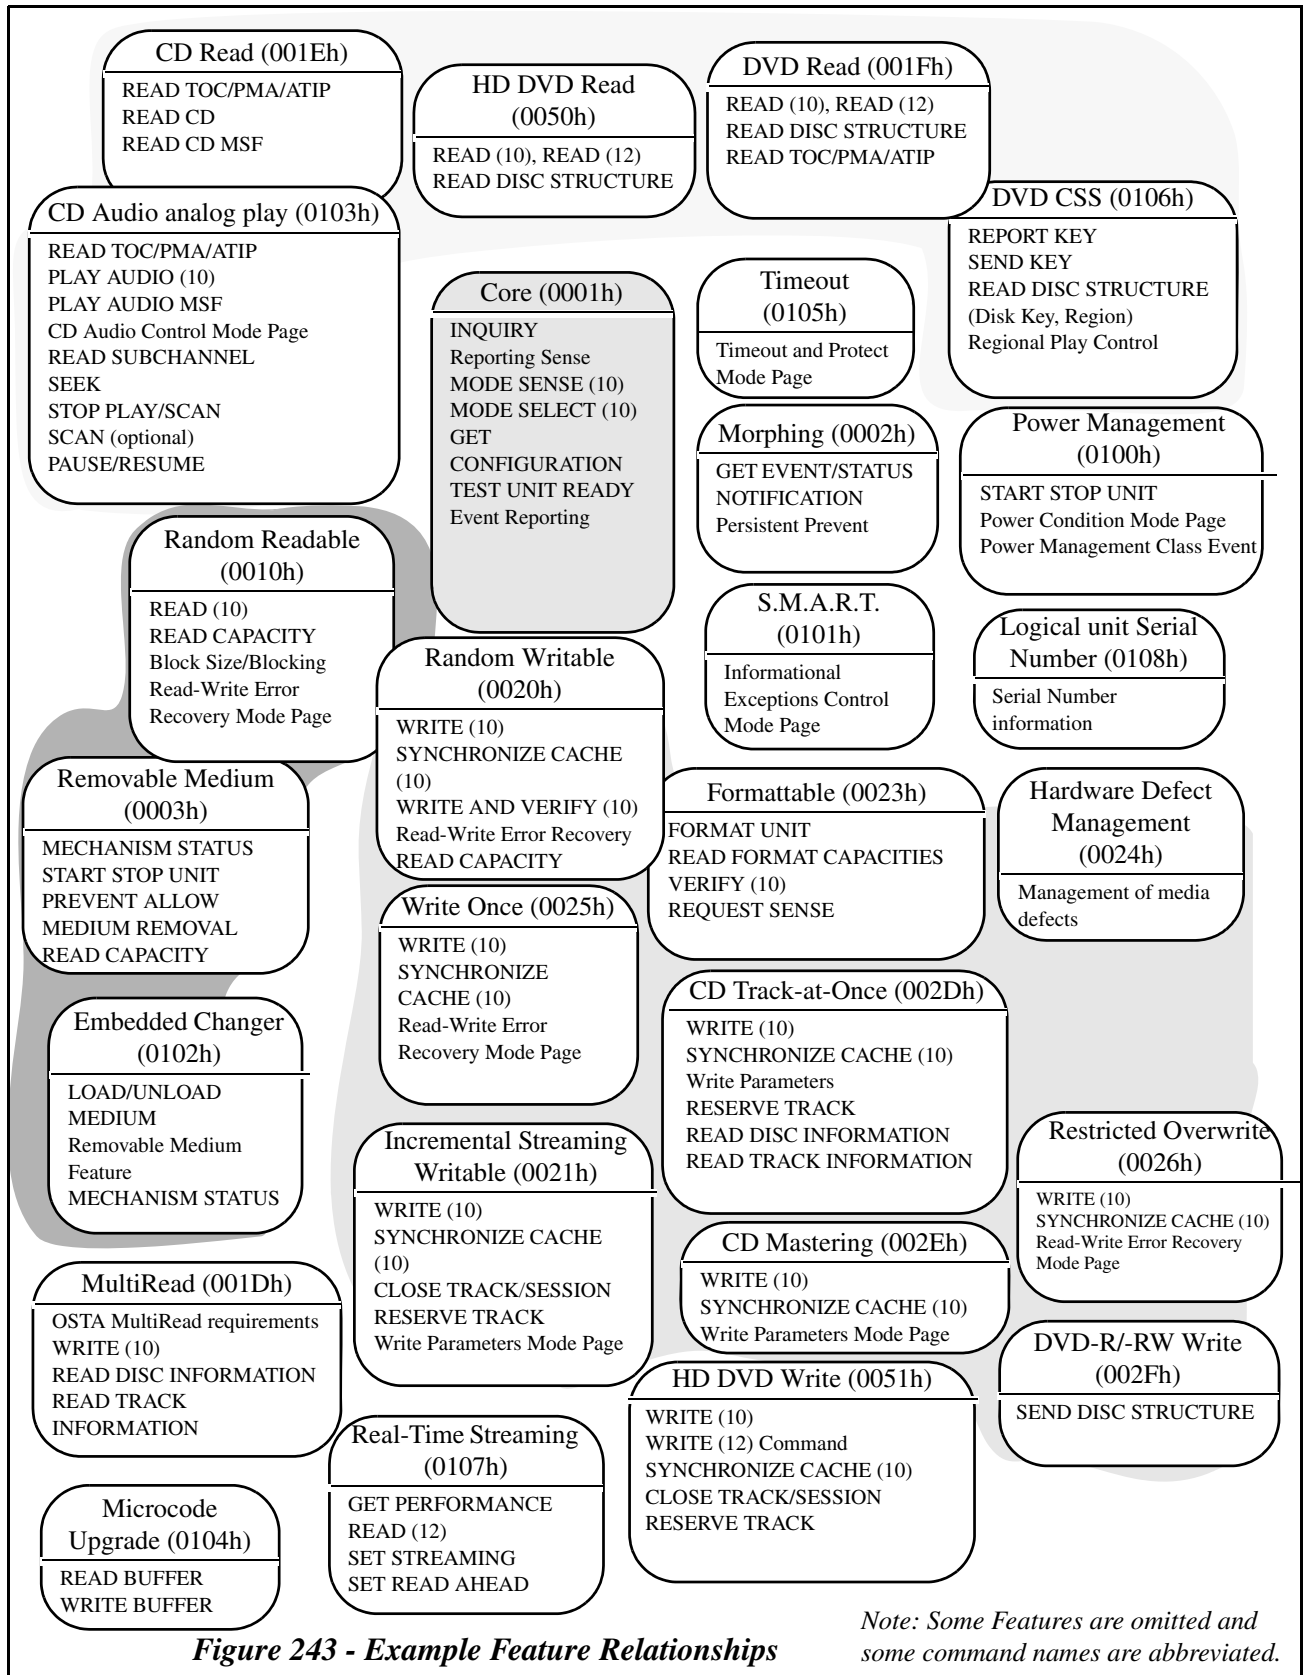 CD Read (001Eh)
READ TOC/PMA/ATIP
READ CD
READ CD MSF
HD DVD Read
(0050h)
READ (10), READ (12)
READ DISC STRUCTURE
DVD Read (001Fh)
READ (10), READ (12)
READ DISC STRUCTURE
READ TOC/PMA/ATIP
CD Audio analog play (0103h)
READ TOC/PMA/ATIP
PLAY AUDIO (10)
PLAY AUDIO MSF
CD Audio Control Mode Page
READ SUBCHANNEL
SEEK
STOP PLAY/SCAN
SCAN (optional)
PAUSE/RESUME
Core (0001h)
INQUIRY
Reporting Sense
MODE SENSE (10)
MODE SELECT (10)
GET
CONFIGURATION
TEST UNIT READY
Event Reporting
Timeout
(0105h)
Timeout and Protect
Mode Page
DVD CSS (0106h)
REPORT KEY
SEND KEY
READ DISC STRUCTURE
(Disk Key, Region)
Regional Play Control
Morphing (0002h)
GET EVENT/STATUS
NOTIFICATION
Persistent Prevent
Power Management
(0100h)
START STOP UNIT
Power Condition Mode Page
Power Management Class Event
Random Readable
(0010h)
READ (10)
READ CAPACITY
Block Size/Blocking
Read-Write Error
Recovery Mode Page
Random Writable
(0020h)
WRITE (10)
SYNCHRONIZE CACHE
(10)
WRITE AND VERIFY (10)
Read-Write Error Recovery
READ CAPACITY
S.M.A.R.T.
(0101h)
Informational
Exceptions Control
Mode Page
Logical unit Serial
Number (0108h)
Serial Number
information
Removable Medium
(0003h)
MECHANISM STATUS
START STOP UNIT
PREVENT ALLOW
MEDIUM REMOVAL
READ CAPACITY
Formattable (0023h)
FORMAT UNIT
READ FORMAT CAPACITIES
VERIFY (10)
REQUEST SENSE
Hardware Defect
Management
(0024h)
Management of media
defects
Write Once (0025h)
WRITE (10)
SYNCHRONIZE
CACHE (10)
Read-Write Error
Recovery Mode Page
CD Track-at-Once (002Dh)
WRITE (10)
SYNCHRONIZE CACHE (10)
Write Parameters
RESERVE TRACK
READ DISC INFORMATION
READ TRACK INFORMATION
Embedded Changer
(0102h)
LOAD/UNLOAD
MEDIUM
Removable Medium
Feature
MECHANISM STATUS
Incremental Streaming
Writable (0021h)
WRITE (10)
SYNCHRONIZE CACHE
(10)
CLOSE TRACK/SESSION
RESERVE TRACK
Write Parameters Mode Page
Restricted Overwrite
(0026h)
WRITE (10)
SYNCHRONIZE CACHE (10)
Read-Write Error Recovery
Mode Page
CD Mastering (002Eh)
WRITE (10)
SYNCHRONIZE CACHE (10)
Write Parameters Mode Page
MultiRead (001Dh)
OSTA MultiRead requirements
WRITE (10)
READ DISC INFORMATION
READ TRACK
INFORMATION
DVD-R/-RW Write
(002Fh)
SEND DISC STRUCTURE
HD DVD Write (0051h)
WRITE (10)
WRITE (12) Command
SYNCHRONIZE CACHE (10)
CLOSE TRACK/SESSION
RESERVE TRACK
Real-Time Streaming
(0107h)
GET PERFORMANCE
READ (12)
SET STREAMING
SET READ AHEAD
Microcode
Upgrade (0104h)
READ BUFFER
WRITE BUFFER
Note: Some Features are omitted and
some command names are abbreviated.
Figure 243 - Example Feature Relationships